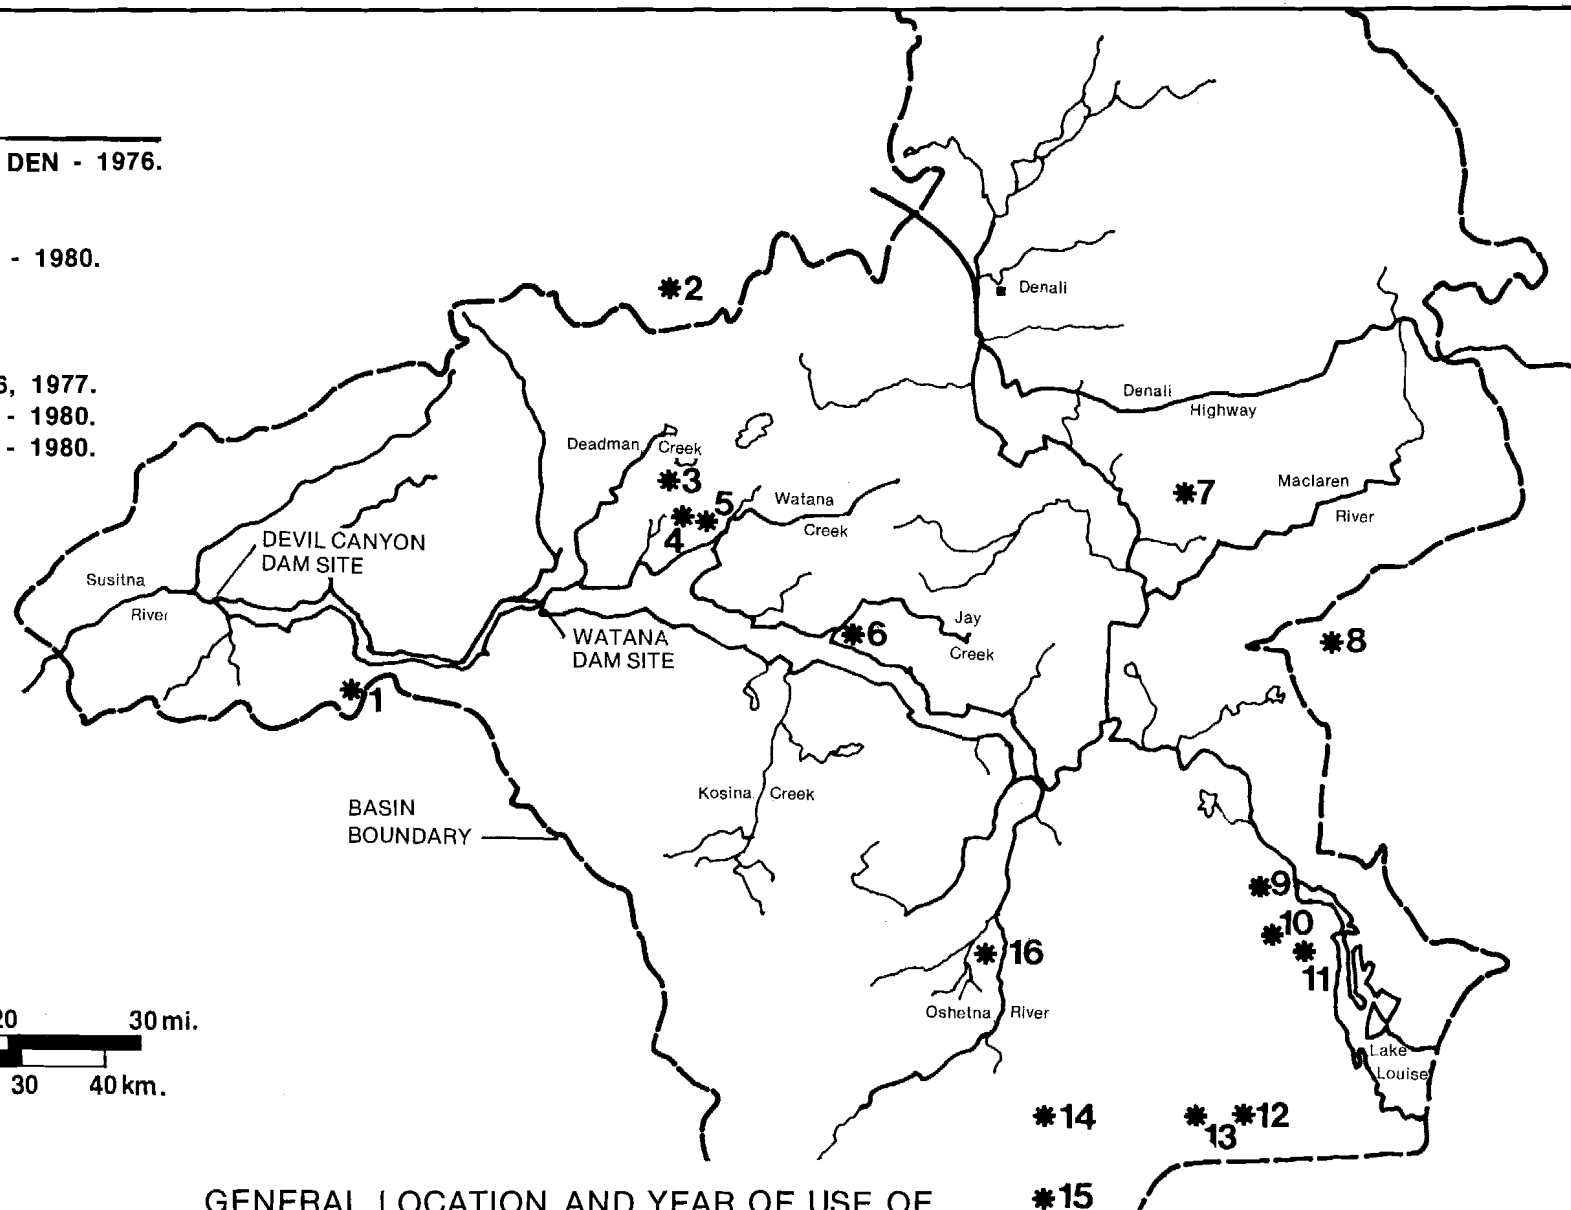 DEN - 1976.
- 1980.
6, 1977.
- 1980.
- 1980.
✱2
Denali
Denali
Highway
Deadman Creek
✱3
✱ ✱5
4
Watana
Creek
✱7
Maclaren
River
DEVIL CANYON
DAM SITE
Susitna
River
WATANA
DAM SITE
✱6
Jay
Creek
✱8
✱1
Kosina Creek
BASIN
BOUNDARY
✱9
✱10
✱
11
✱16
Oshetna River
20 30 mi.
30 40 km.
Lake
Louise
✱14
✱ ✱12
13
✱15
GENERAL LOCATION AND YEAR OF USE OF